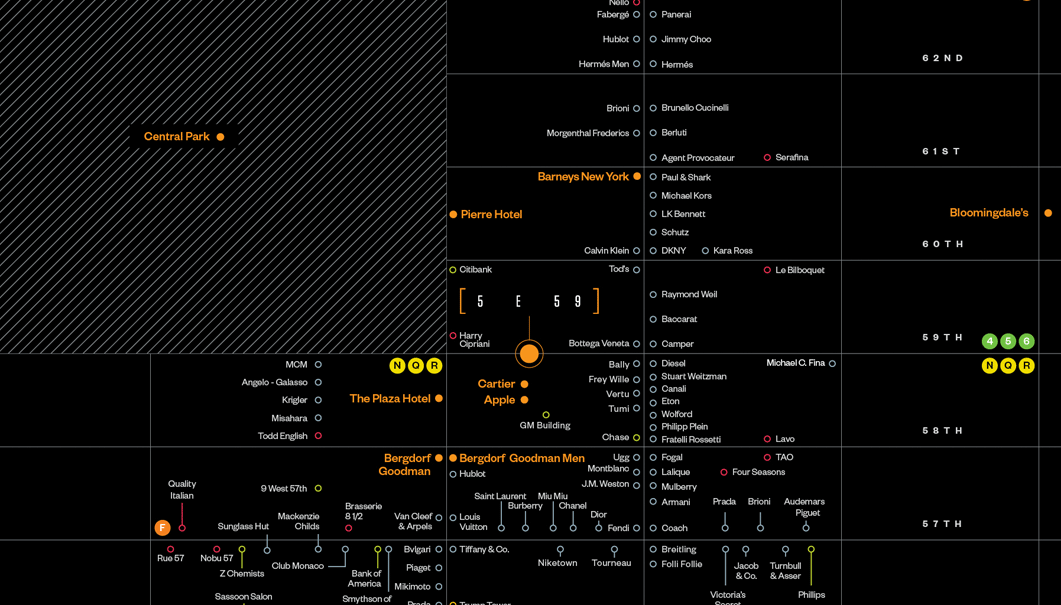 Nello
Fabergé
Panerai
Hublot
Jimmy Choo
Hermés Men
Hermés
62ND
Brioni
Brunello Cucinelli
Central Park
Morgenthal Frederics
Berluti
Agent Provocateur
Serafina
61ST
Barneys New York
Paul & Shark
Michael Kors
Pierre Hotel
LK Bennett
Bloomingdale's
Schutz
Calvin Klein
DKNY
Kara Ross
60TH
Citibank
Tod's
Le Bilboquet
[ 5 E 59 ]
Raymond Weil
Baccarat
Harry
Cipriani
Bottega Veneta
Camper
59TH
4 5 6
MCM
N Q R
Bally
Diesel
Michael C. Fina
N Q R
Angelo - Galasso
Cartier
Frey Wille
Stuart Weitzman
Canali
Krigler
The Plaza Hotel
Apple
Vertu
Eton
Misahara
Tumi
Wolford
GM Building
Philipp Plein
58TH
Todd English
Chase
Fratelli Rossetti
Lavo
Bergdorf
Goodman
Bergdorf Goodman Men
Ugg
Fogal
TAO
Hublot
Montblanc
Lalique
Four Seasons
Quality
Italian
9 West 57th
J.M. Weston
Mulberry
Saint Laurent
Miu Miu
Armani
Prada
Brioni
Audemars
Piguet
Brasserie
8 1/2
Burberry
Chanel
Mackenzie
Childs
Van Cleef
& Arpels
Louis
Vuitton
Dior
F
Sunglass Hut
Fendi
Coach
57TH
Rue 57
Nobu 57
Bvlgari
Tiffany & Co.
Breitling
Z Chemists
Club Monaco
Piaget
Niketown
Tourneau
Folli Follie
Jacob
& Co.
Turnbull
& Asser
Bank of
America
Mikimoto
Sassoon Salon
Smythson of
Prada
Trump Tower
Victoria's
Secret
Phillips